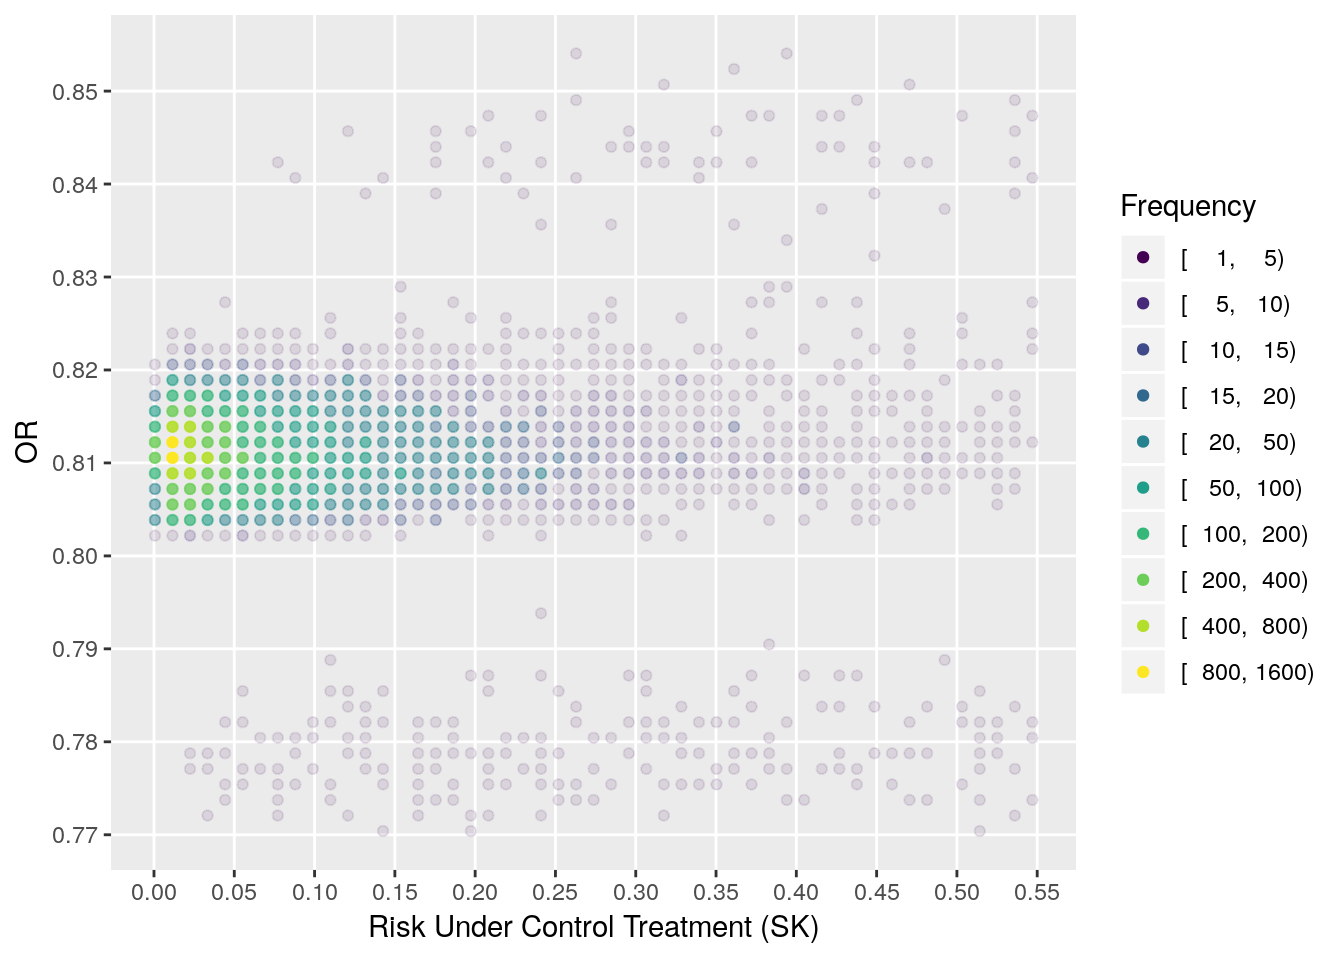 OR
0.85
0.84
0.83
0.82
0.81
0.80
0.79
0.78
0.77
0.00 0.05 0.10 0.15 0.20 0.25 0.30 0.35 0.40 0.45 0.50 0.55
Risk Under Control Treatment (SK)
Frequency
[ 1, 5)
[ 5, 10)
[ 10, 15)
[ 15, 20)
[ 20, 50)
[ 50, 100)
[ 100, 200)
[ 200, 400)
[ 400, 800)
[ 800, 1600)